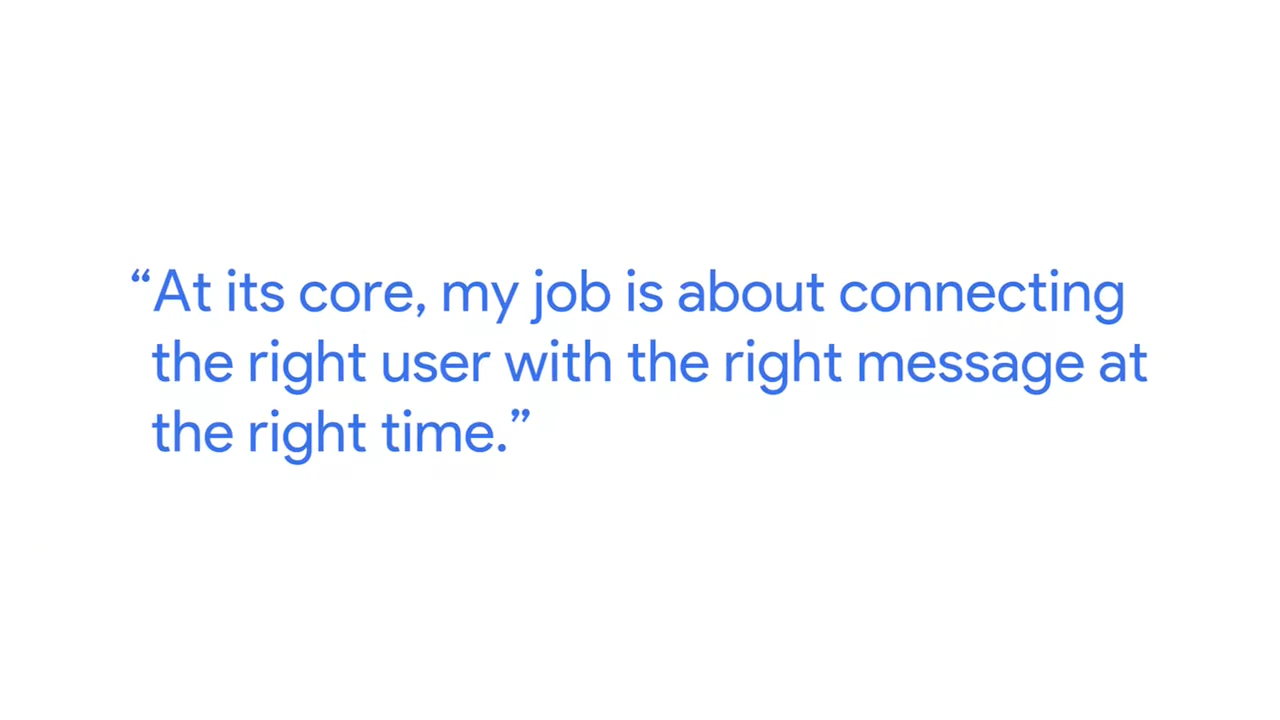 “At its core, my job is about connecting
the right user with the right message at
the right time.”